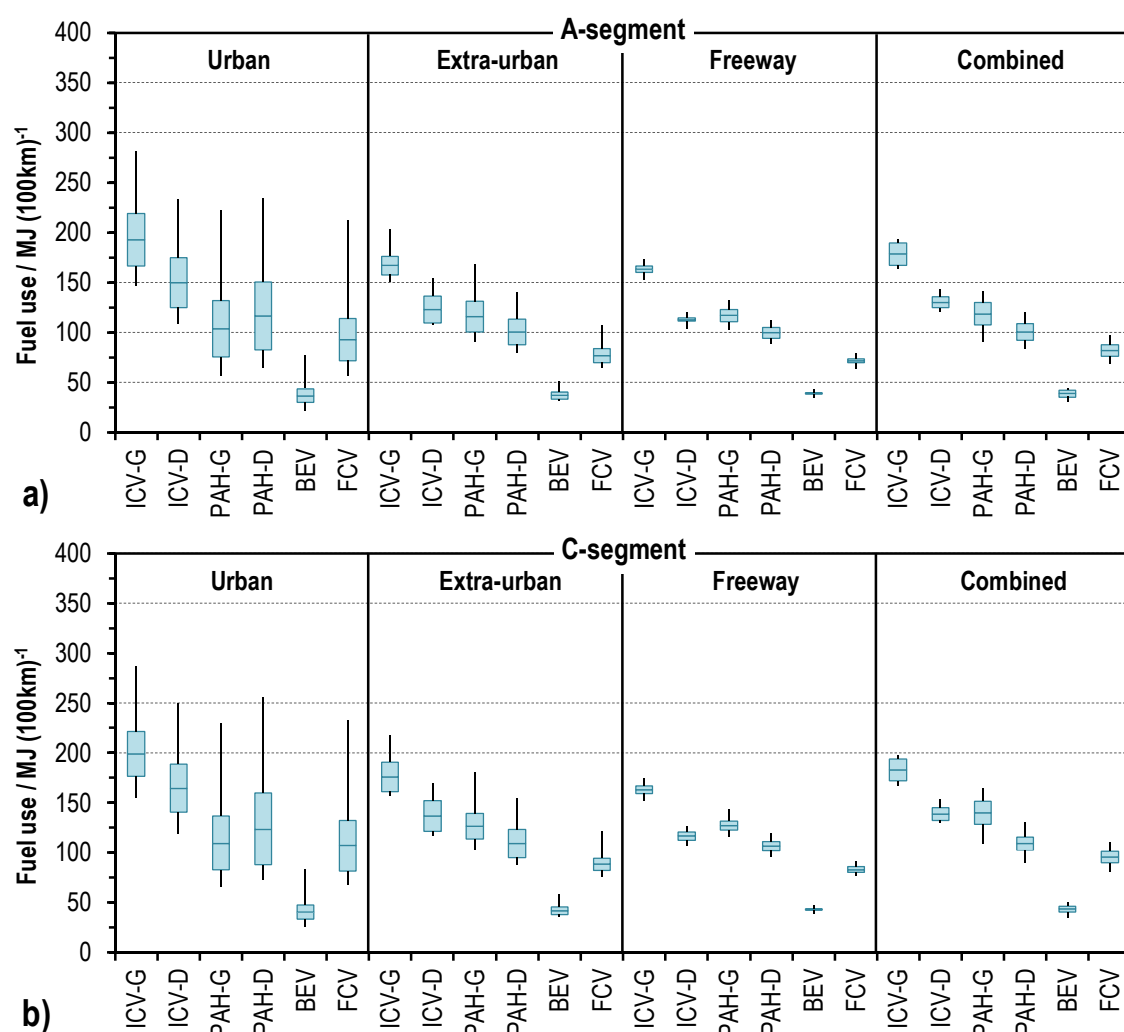 A-segment
Urban Extra-urban Freeway Combined
Fuel use / MJ (100km)-1
400
350
300
250
200
150
100
50
0
ICV-G ICV-D PAH-G PAH-D BEV FCV ICV-G ICV-D PAH-G PAH-D BEV FCV ICV-G ICV-D PAH-G PAH-D BEV FCV ICV-G ICV-D PAH-G PAH-D BEV FCV
a)
C-segment
Urban Extra-urban Freeway Combined
Fuel use / MJ (100km)-1
400
350
300
250
200
150
100
50
0
ICV-G ICV-D PAH-G PAH-D BEV FCV ICV-G ICV-D PAH-G PAH-D BEV FCV ICV-G ICV-D PAH-G PAH-D BEV FCV ICV-G ICV-D PAH-G PAH-D BEV FCV
b)